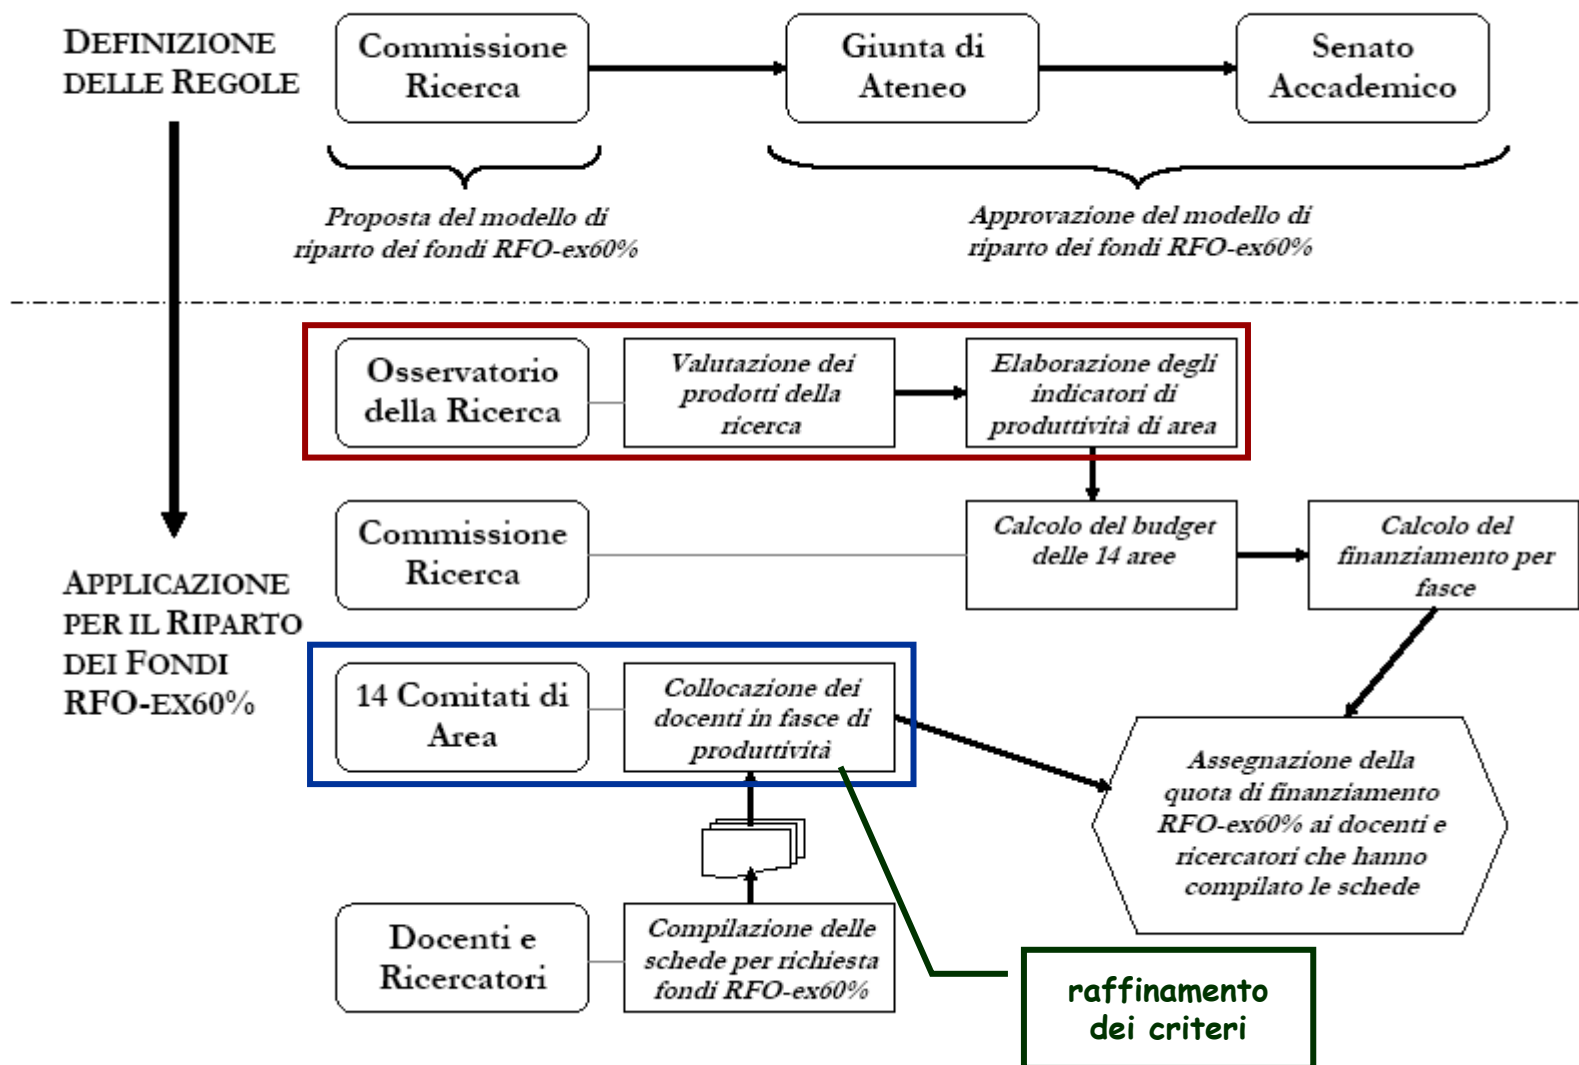 DEFINIZIONE
DELLE REGOLE
Commissione
Ricerca
Giunta di
Ateneo
Senato
Accademico
Proposta del modello di
riparto dei fondi RFO-ex60%
Approvazione del modello di
riparto dei fondi RFO-ex60%
APPLICAZIONE
PER IL RIPARTO
DEI FONDI
RFO-EX60%
Osservatorio
della Ricerca
Valutazione dei
prodotti della
ricerca
Elaborazione degli
indicatori di
produttività di area
Commissione
Ricerca
Calcolo del budget
delle 14 aree
Calcolo del
finanziamento per
fasce
14 Comitati di
Area
Collocazione dei
docenti in fasce di
produttività
Assegnazione della
quota di finanziamento
RFO-ex60% ai docenti e
ricercatori che hanno
compilato le schede
Docenti e
Ricercatori
Compilazione delle
schede per richiesta
fondi RFO-ex60%
raffinamento
dei criteri